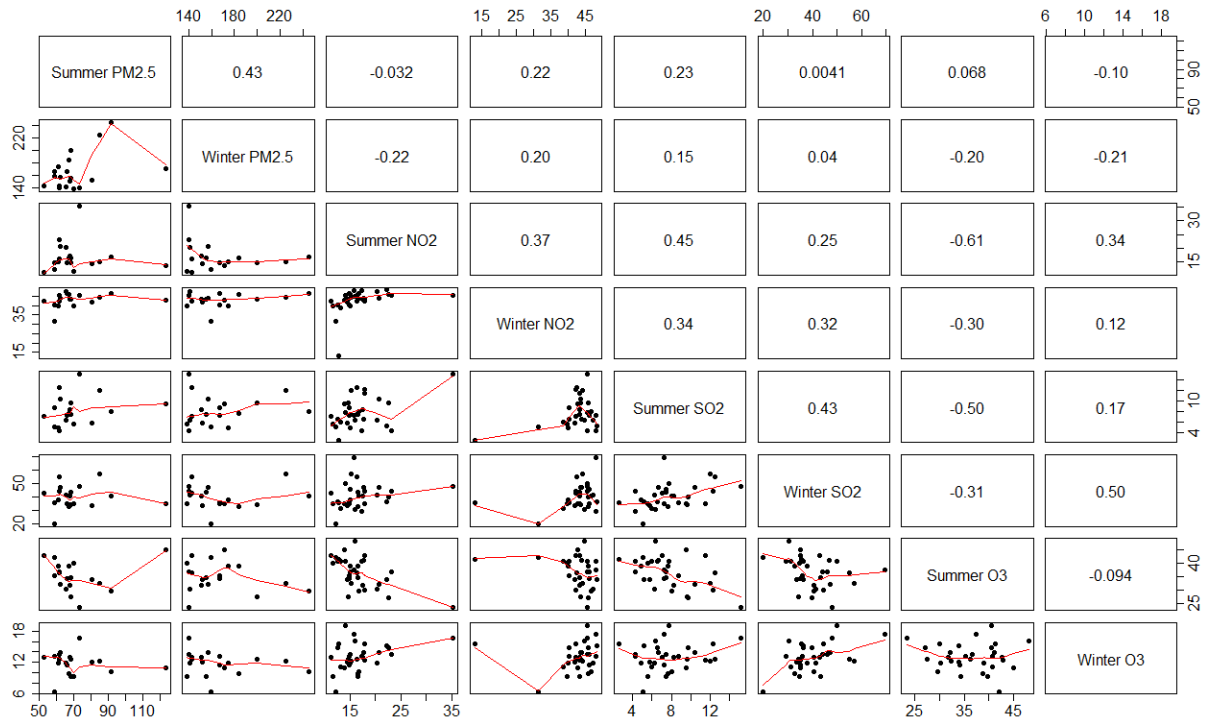 140 180 220 15 25 35 45 20 30 40 50 60 70 6 10 14 18
Summer PM2.5 0.43 -0.032 0.22 0.23 0.0041 0.068 -0.10 50 90
140 220 Winter PM2.5 -0.22 0.20 0.15 0.04 -0.20 -0.21
Summer NO2 0.37 0.45 0.25 -0.61 0.34 15 30
15 35 Winter NO2 0.34 0.32 -0.30 0.12
Summer SO2 0.43 -0.50 0.17 4 10
20 50 Winter SO2 -0.31 0.50
Summer O3 -0.094 25 40
6 12 18 Winter O3
50 70 90 120 15 25 35 4 8 12 25 35 45